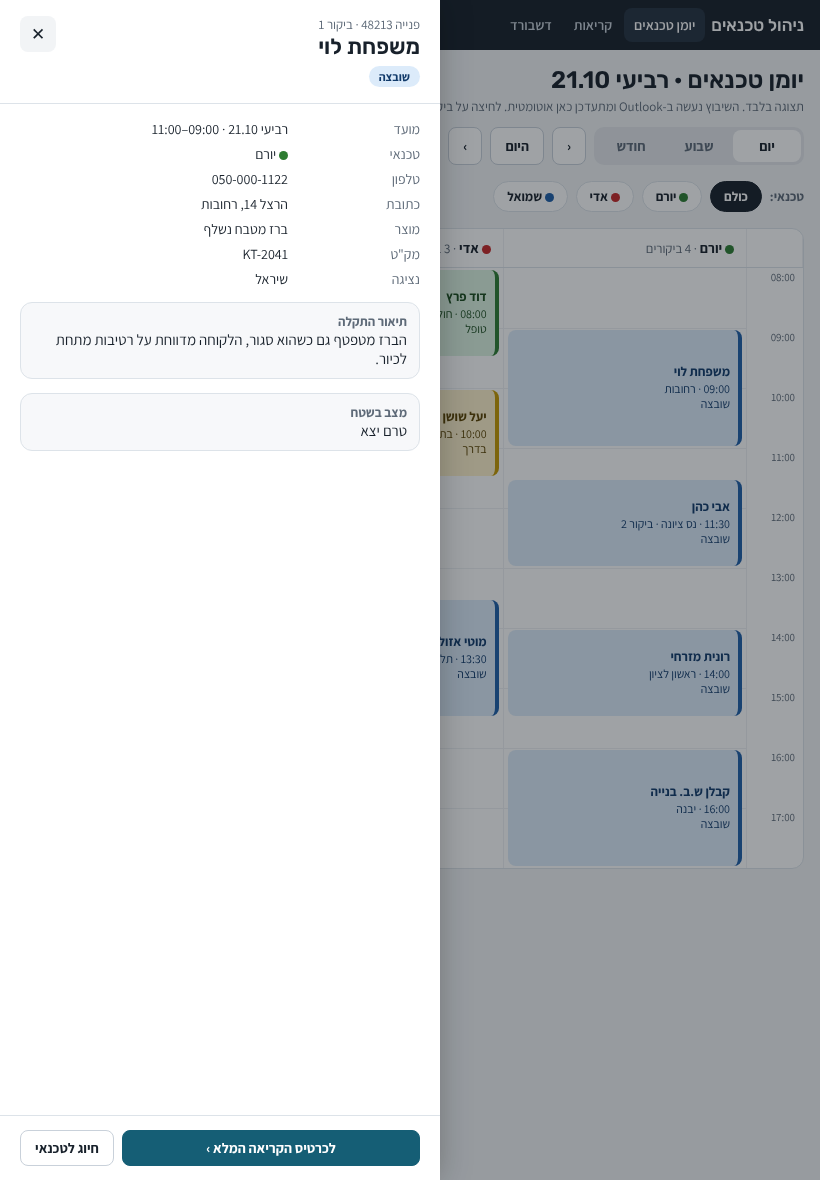 ניהול טכנאים
יומן טכנאים
קריאות
דשבורד
יומן טכנאים • רביעי 21.10
תצוגה בלבד. השיבוץ נעשה ב-Outlook ומתעדכן כאן אוטומטית. לחיצה על
יום
שבוע
חודש
›
היום
‹
טכנאי:
כולם
יורם
אדי
שמואל
יורם · 4 ביקורים
אדי · 3
08:00
09:00
10:00
11:00
12:00
13:00
14:00
15:00
16:00
17:00
משפחת לוי
09:00 · רחובות
שובצה
אבי כהן
11:30 · נס ציונה · ביקור 2
שובצה
רונית מזרחי
14:00 · ראשון לציון
שובצה
קבלן ש.ב. בנייה
16:00 · יבנה
שובצה
דוד פרץ
08:00 · חול
טופל
יעל שושן
10:00 · בת
בדרך
מוטי אזול
13:30 · תל
שובצה
פנייה 48213 · ביקור 1
משפחת לוי
שובצה
✕
מועד רביעי 21.10 · 09:00–11:00
טכנאי יורם
טלפון 050-000-1122
כתובת הרצל 14, רחובות
מוצר ברז מטבח נשלף
מק"ט KT-2041
נציגה שיראל
תיאור התקלה
הברז מטפטף גם כשהוא סגור, הלקוחה מדווחת על רטיבות מתחת
לכיור.
מצב בשטח
טרם יצא
לכרטיס הקריאה המלא ›
חיוג לטכנאי